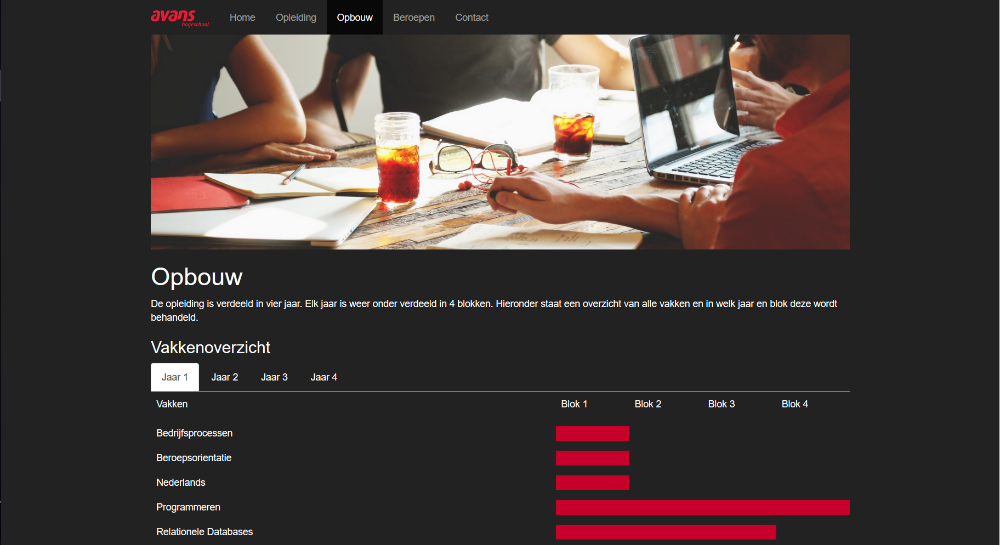 avans
hogeschool
Home Opleiding Opbouw Beroepen Contact
Opbouw
De opleiding is verdeeld in vier jaar. Elk jaar is weer onder verdeeld in 4 blokken. Hieronder staat een overzicht van alle vakken en in welk jaar en blok deze wordt
behandeld.
Vakkenoverzicht
Jaar 1 Jaar 2 Jaar 3 Jaar 4
Vakken Blok 1 Blok 2 Blok 3 Blok 4
Bedrijfsprocessen
Beroepsorientatie
Nederlands
Programmeren
Relationele Databases